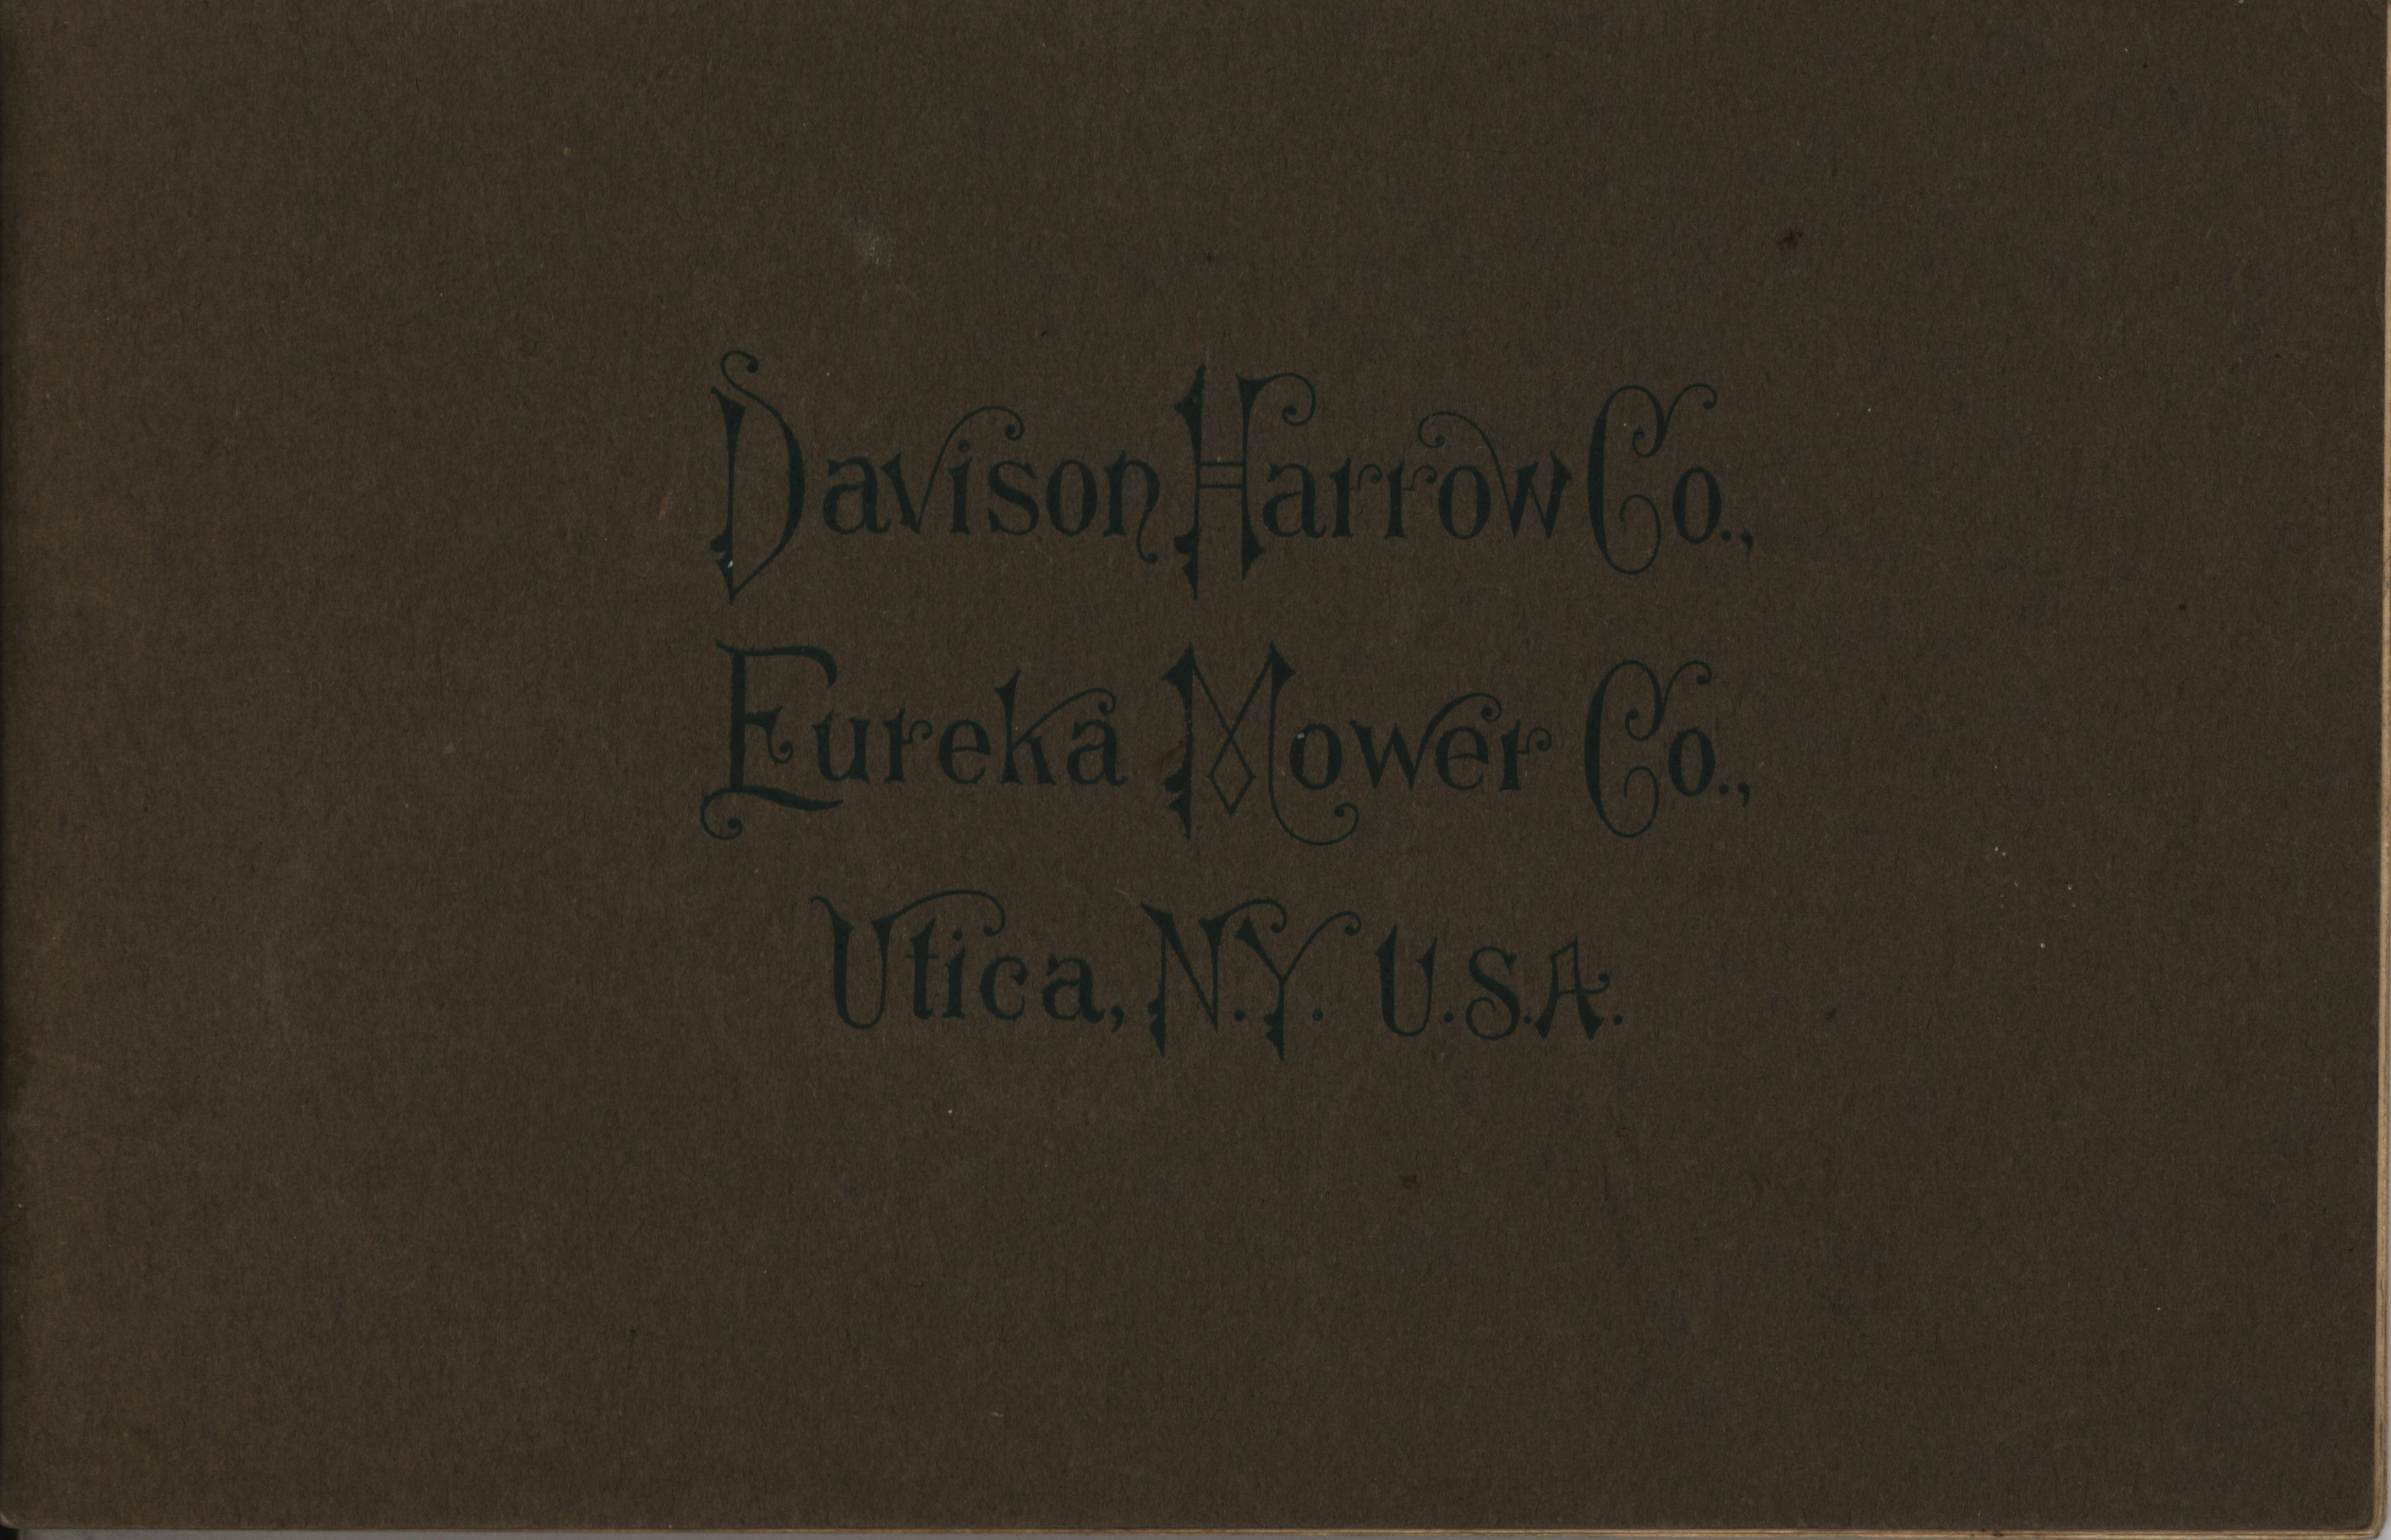 Davison Harrow Co.,
Eureka Mower Co.,
Utica, N.Y. U.S.A.